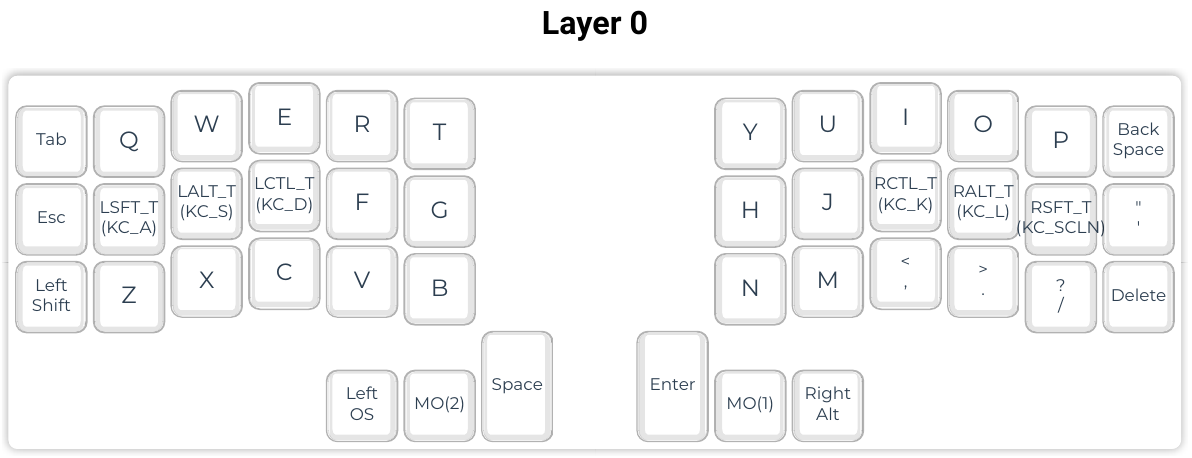 Layer 0
Tab
Q
W
E
R
T
Y
U
I
O
P
Back
Space
Esc
LSFT_T
(KC_A)
LALT_T
(KC_S)
LCTL_T
(KC_D)
F
G
H
J
RCTL_T
(KC_K)
RALT_T
(KC_L)
RSFT_T
(KC_SCLN)
"
'
Left
Shift
Z
X
C
V
B
N
M
<
,
>
.
?
/
Delete
Left
OS
MO(2)
Space
Enter
MO(1)
Right
Alt